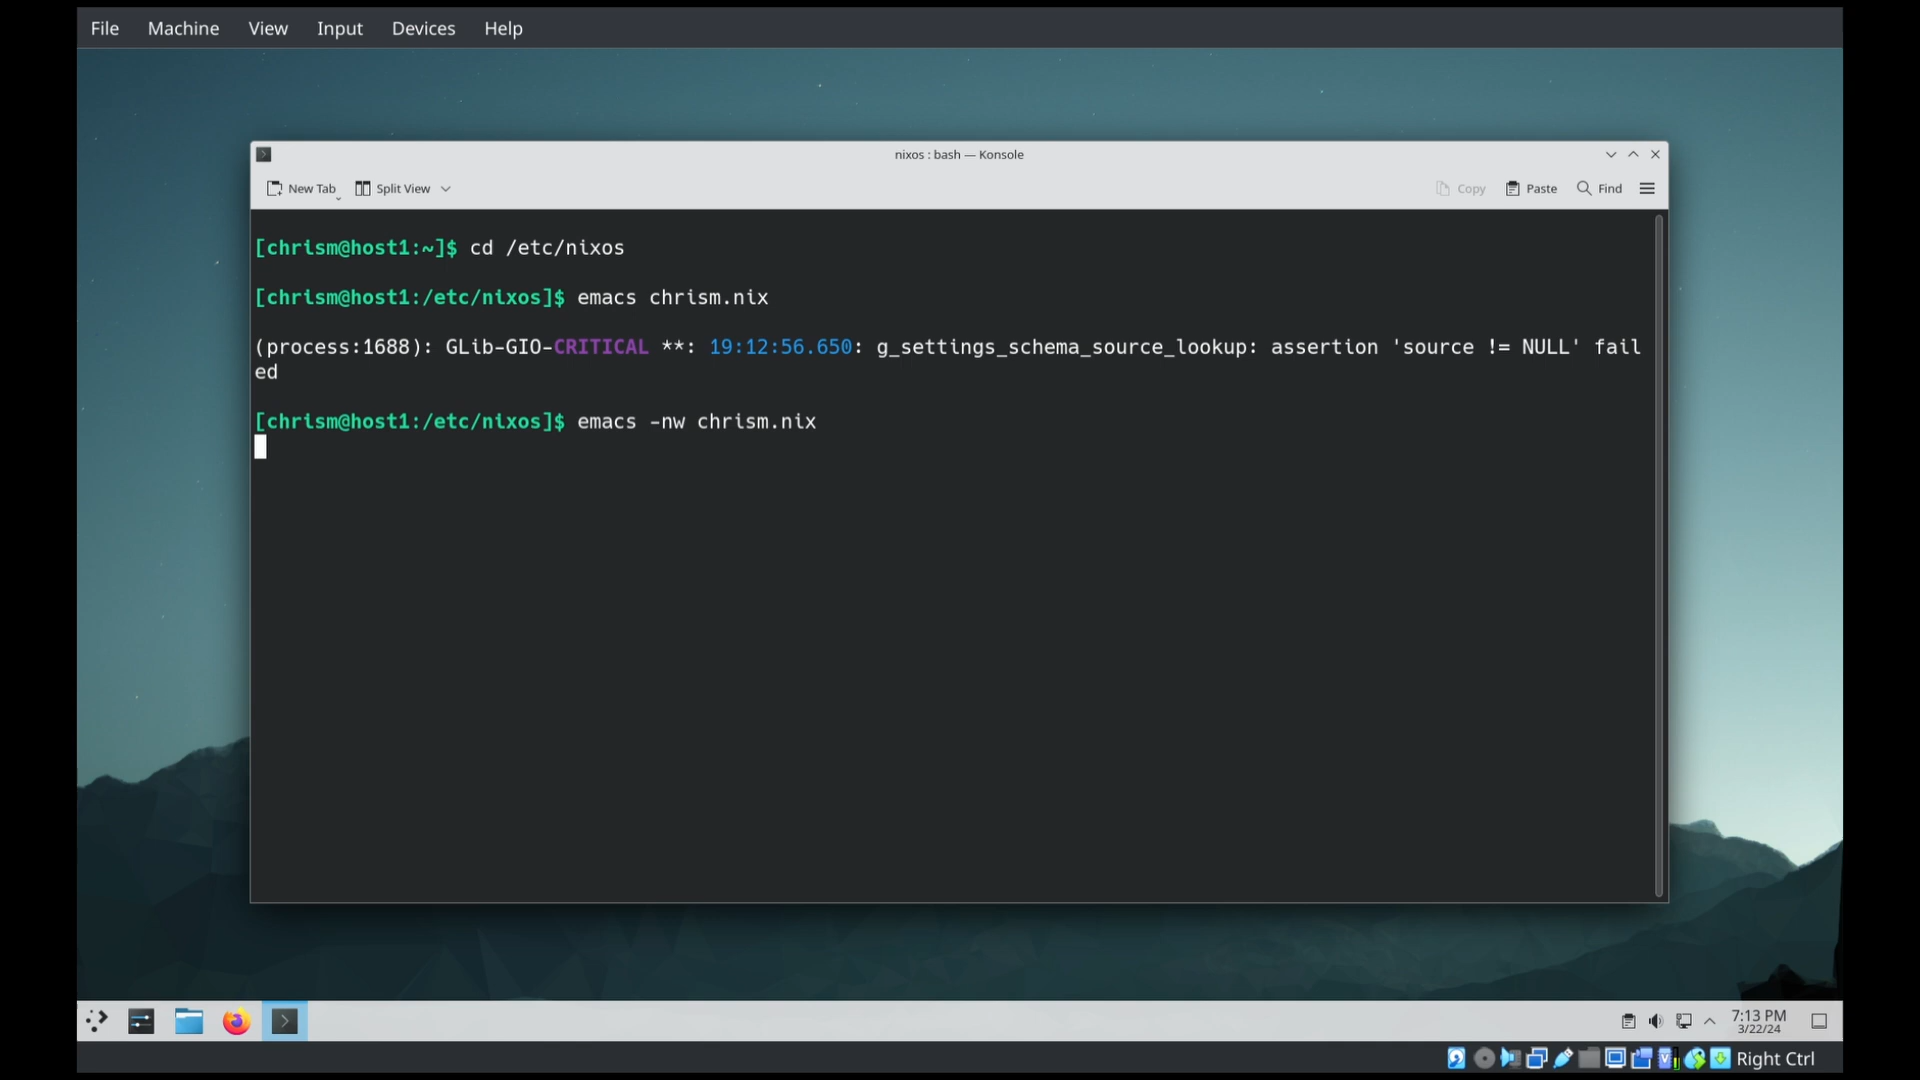 File Machine View Input Devices Help
nixos : bash — Konsole
New Tab Split View Copy Paste Find
[chrism@host1:~]$ cd /etc/nixos
[chrism@host1:/etc/nixos]$ emacs chrism.nix
(process:1688): GLib-GIO-CRITICAL **: 19:12:56.650: g_settings_schema_source_lookup: assertion 'source != NULL' fail
ed
[chrism@host1:/etc/nixos]$ emacs -nw chrism.nix
7:13 PM
3/22/24
Right Ctrl